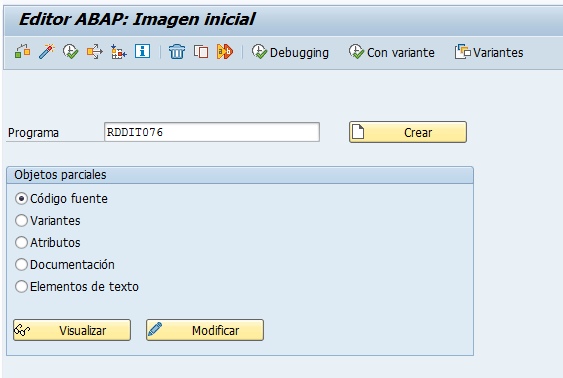 Editor ABAP: Imagen inicial
Debugging Con variante Variantes
Programa RDDIT076 Crear
Objetos parciales
Código fuente
Variantes
Atributos
Documentación
Elementos de texto
Visualizar Modificar